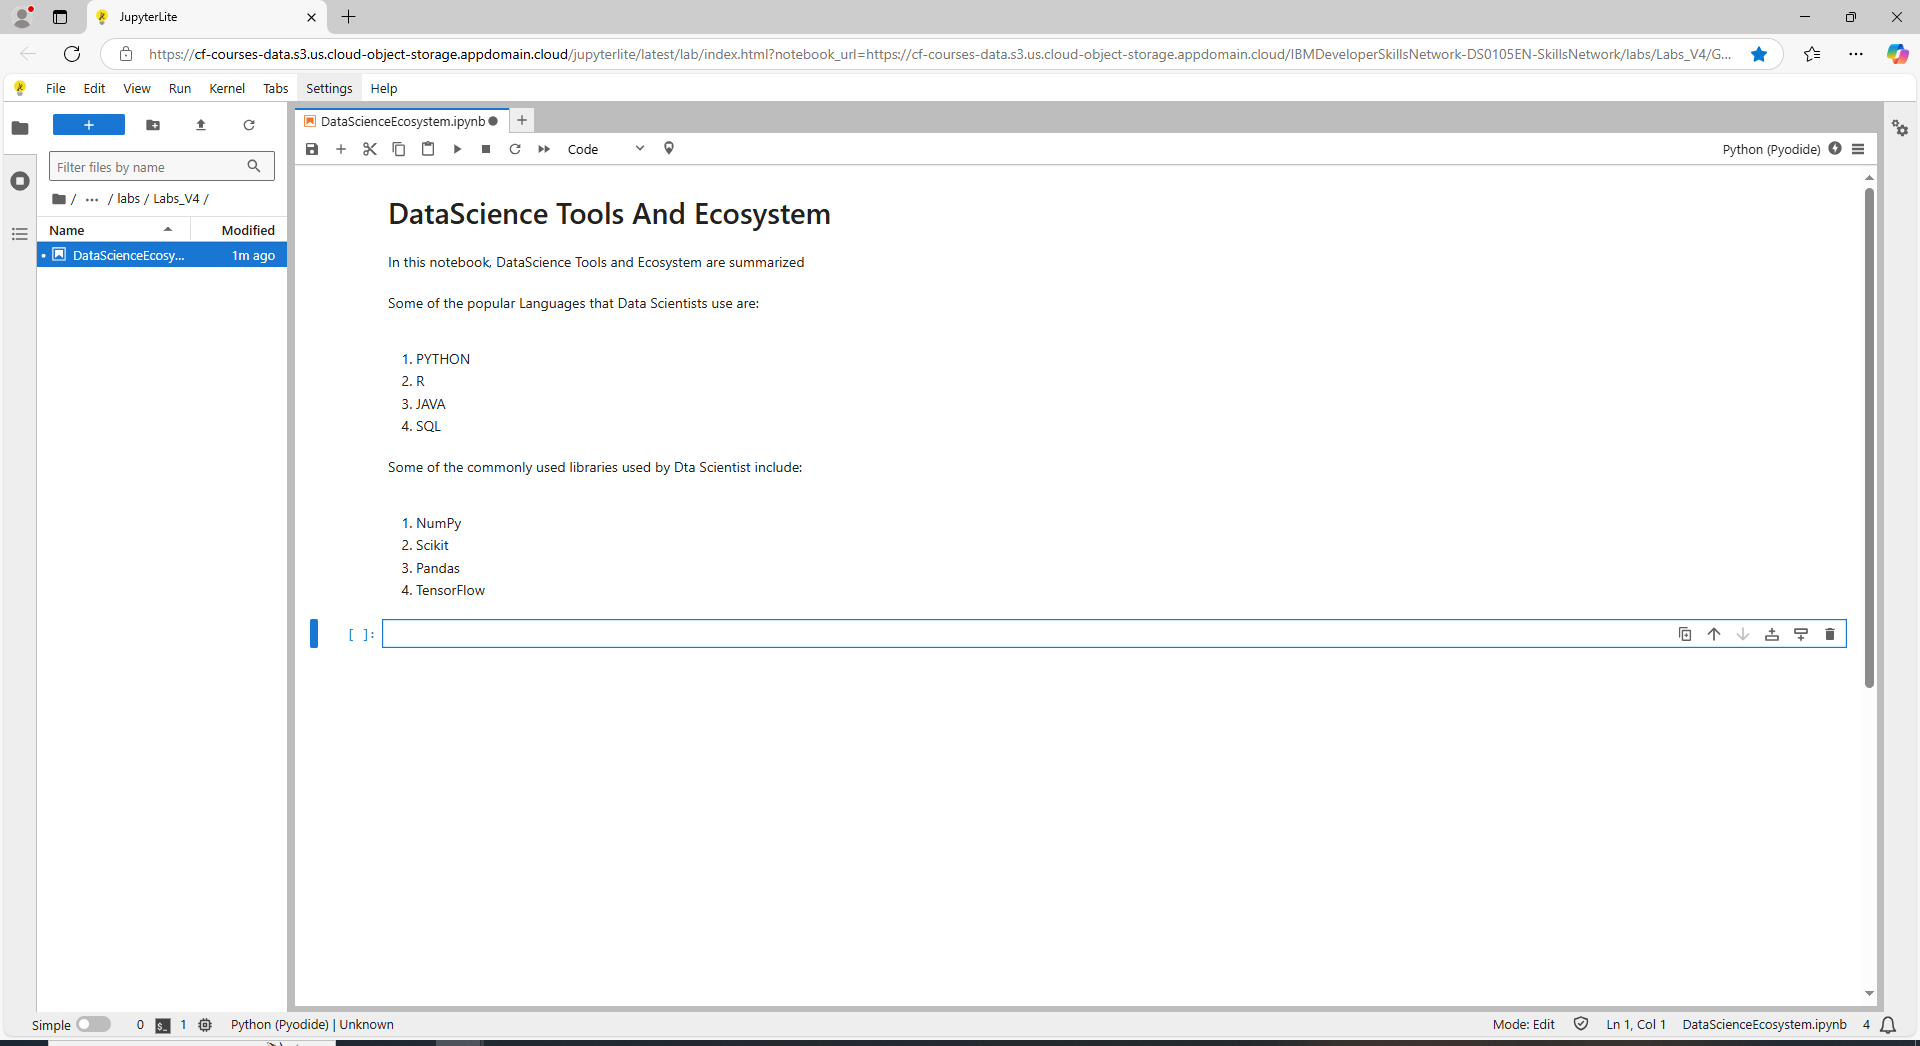 JupyterLite
https://cf-courses-data.s3.us.cloud-object-storage.appdomain.cloud/jupyterlite/latest/lab/index.html?notebook_url=https://cf-courses-data.s3.us.cloud-object-storage.appdomain.cloud/IBMDeveloperSkillsNetwork-DS0105EN-SkillsNetwork/labs/Labs_V4/G...
File Edit View Run Kernel Tabs Settings Help
DataScienceEcosystem.ipynb
Code
Python (Pyodide)
Filter files by name
/ ... / labs / Labs_V4 /
Name Modified
DataScienceEcosy... 1m ago
DataScience Tools And Ecosystem
In this notebook, DataScience Tools and Ecosystem are summarized
Some of the popular Languages that Data Scientists use are:
1. PYTHON
2. R
3. JAVA
4. SQL
Some of the commonly used libraries used by Dta Scientist include:
1. NumPy
2. Scikit
3. Pandas
4. TensorFlow
[ ]:
Simple 0 $_ 1 Python (Pyodide) | Unknown Mode: Edit Ln 1, Col 1 DataScienceEcosystem.ipynb 4